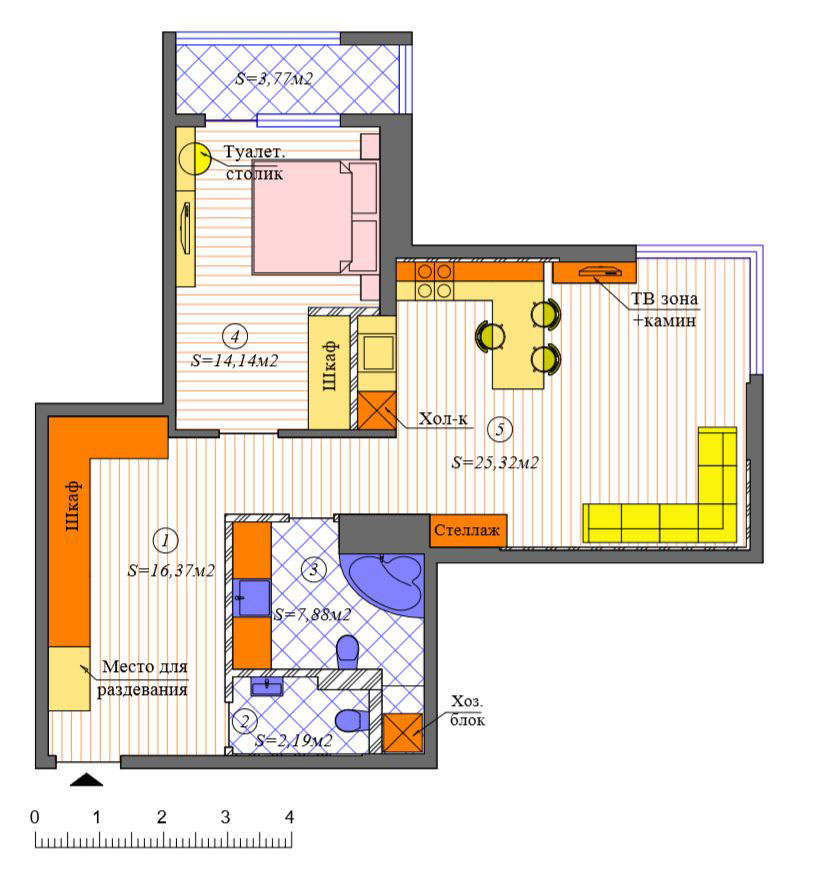 S=3,77м2
Туалет.
столик
ТВ зона
+камин
4
S=14,14м2
Шкаф
Хол-к
5
S=25,32м2
Шкаф
Стеллаж
1
S=16,37м2
3
S=7,88м2
Место для
раздевания
Хоз.
блок
2
S=2,19м2
0 1 2 3 4